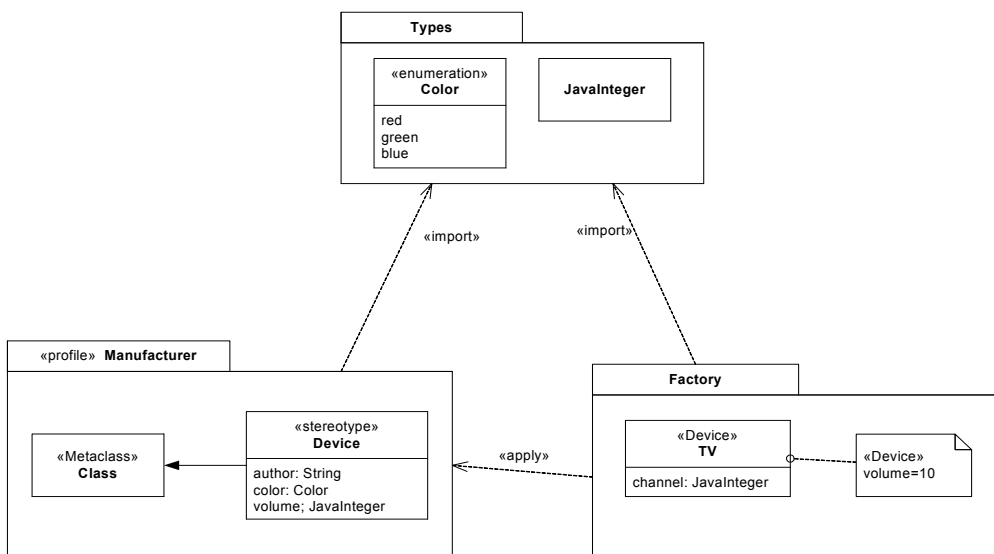 Types
«enumeration»
Color
red
green
blue
JavaInteger
«import»
«import»
«profile» Manufacturer
«Metaclass»
Class
«stereotype»
Device
author: String
color: Color
volume; JavaInteger
«apply»
Factory
«Device»
TV
channel: JavaInteger
«Device»
volume=10